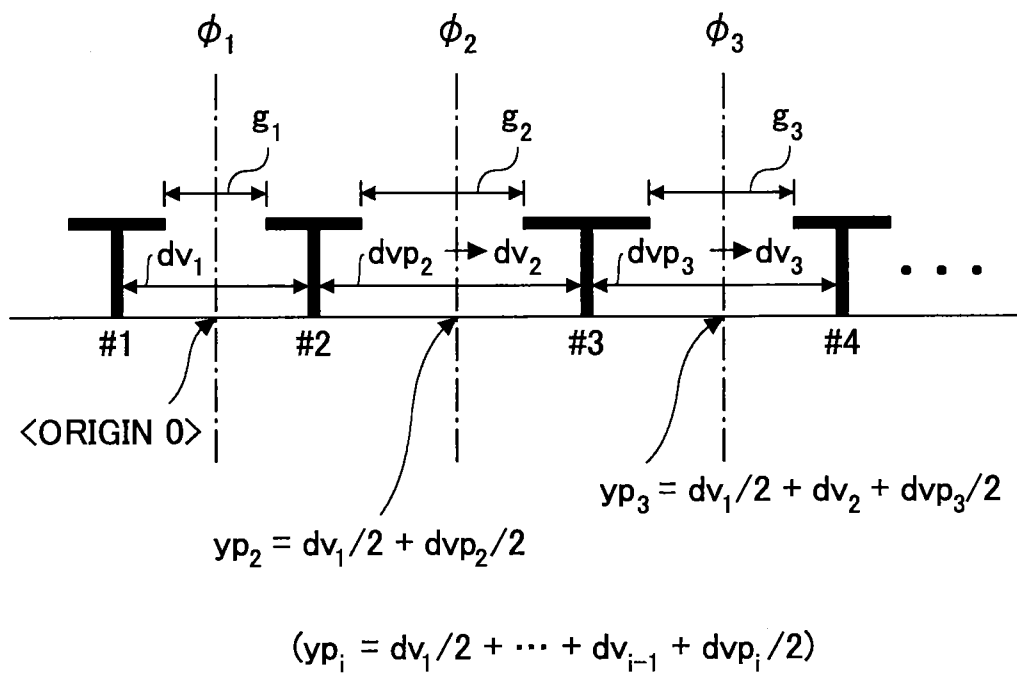 ϕ₁ ϕ₂ ϕ₃
g₁ g₂ g₃
dv₁ dvp₂ → dv₂ dvp₃ → dv₃ ...
#1 #2 #3 #4
<ORIGIN 0>
yp₃ = dv₁/2 + dv₂ + dvp₃/2
yp₂ = dv₁/2 + dvp₂/2
(ypᵢ = dv₁/2 + ⋯ + dvᵢ₋₁ + dvpᵢ/2)